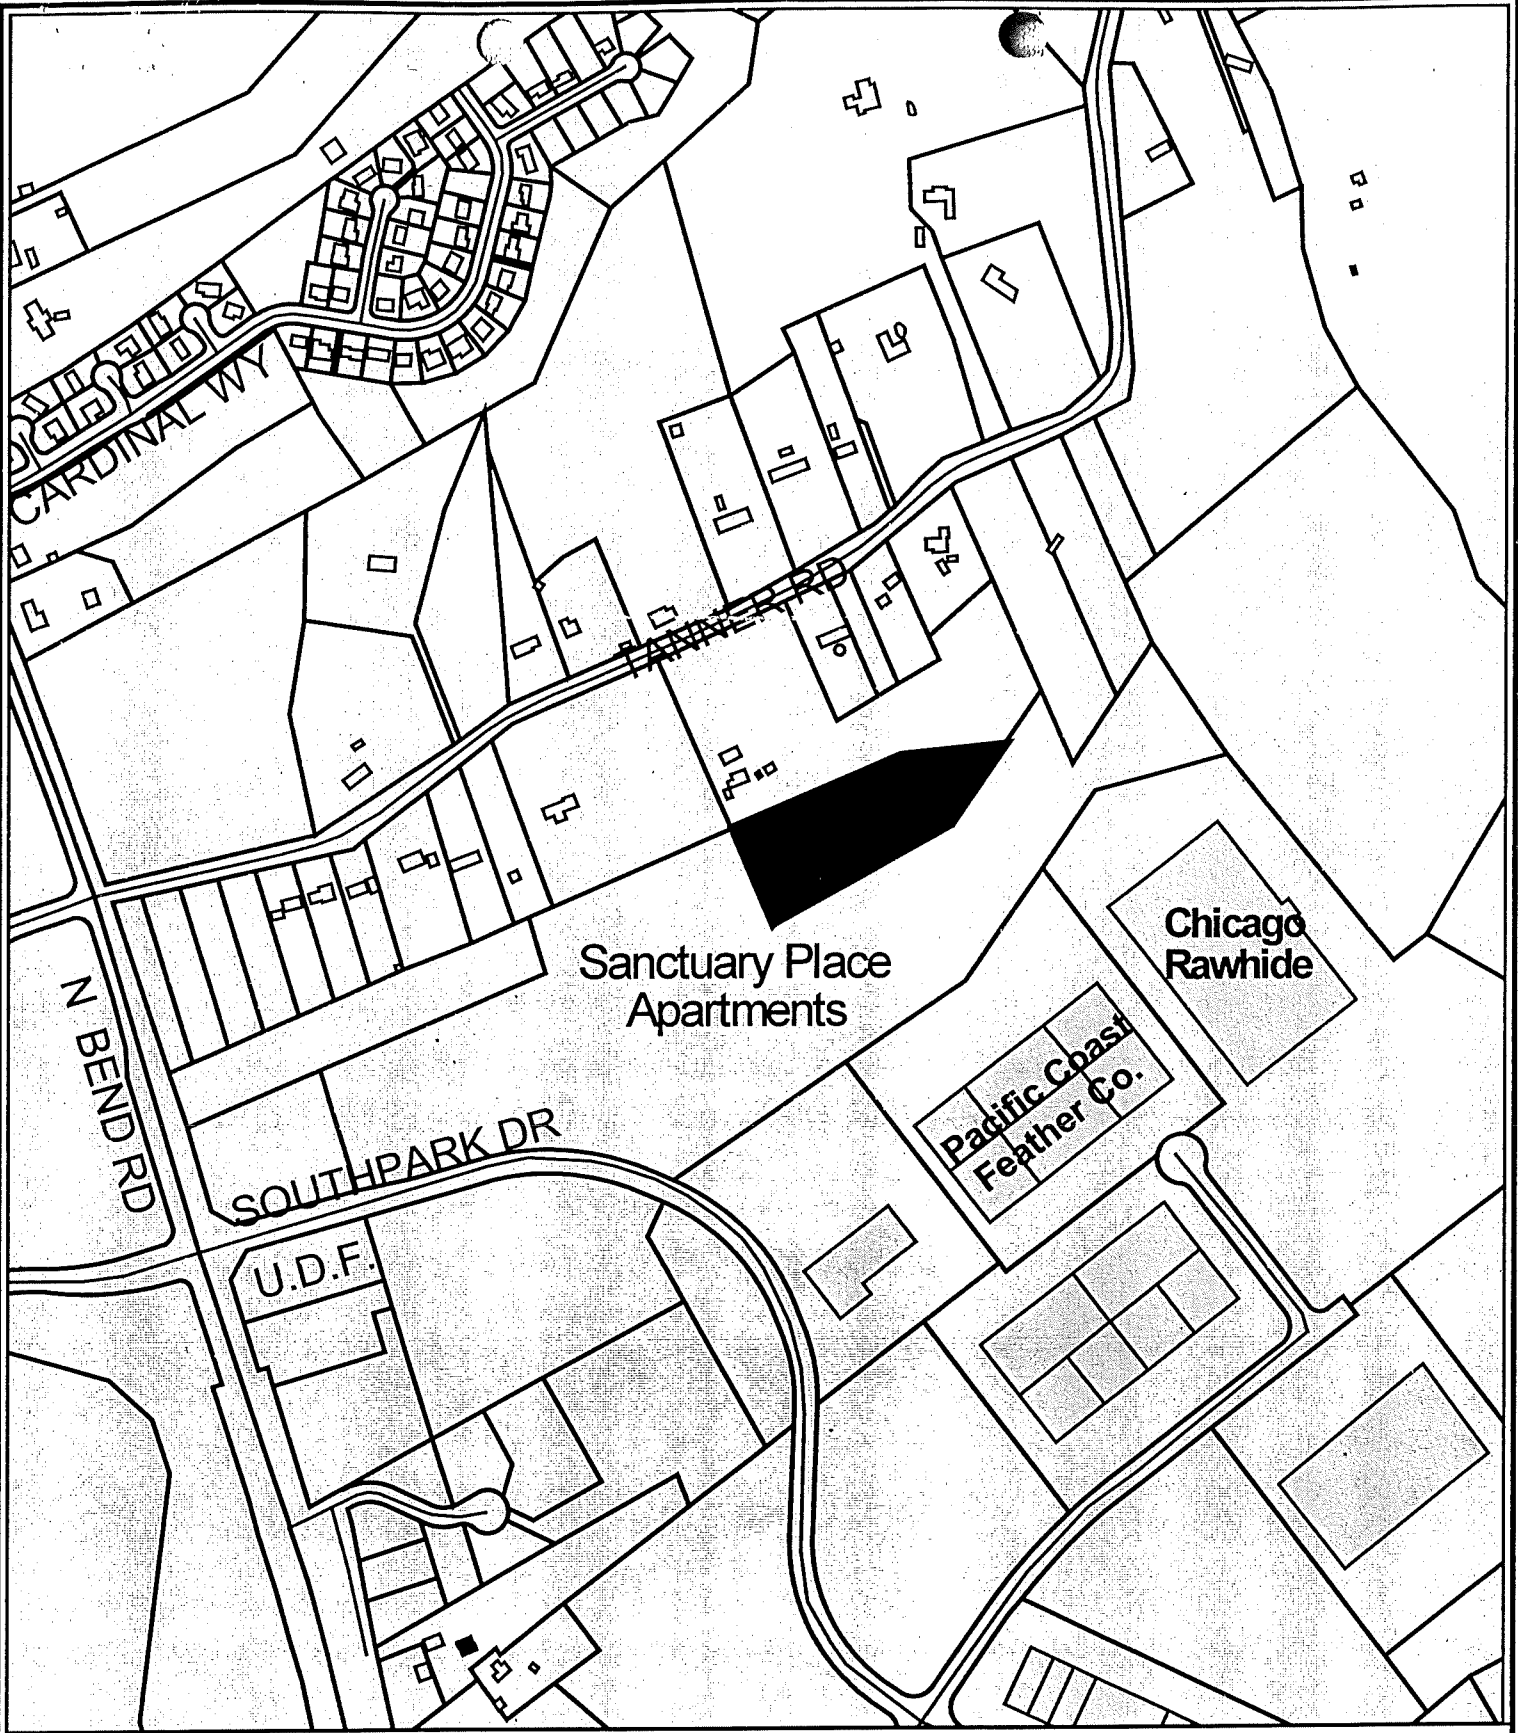 CARDINAL WY
TANNER RD
Chicago
Rawhide
Sanctuary Place
Apartments
N BEND RD
Pacific Coast
Feather Co.
SOUTHPARK DR
U.D.F.